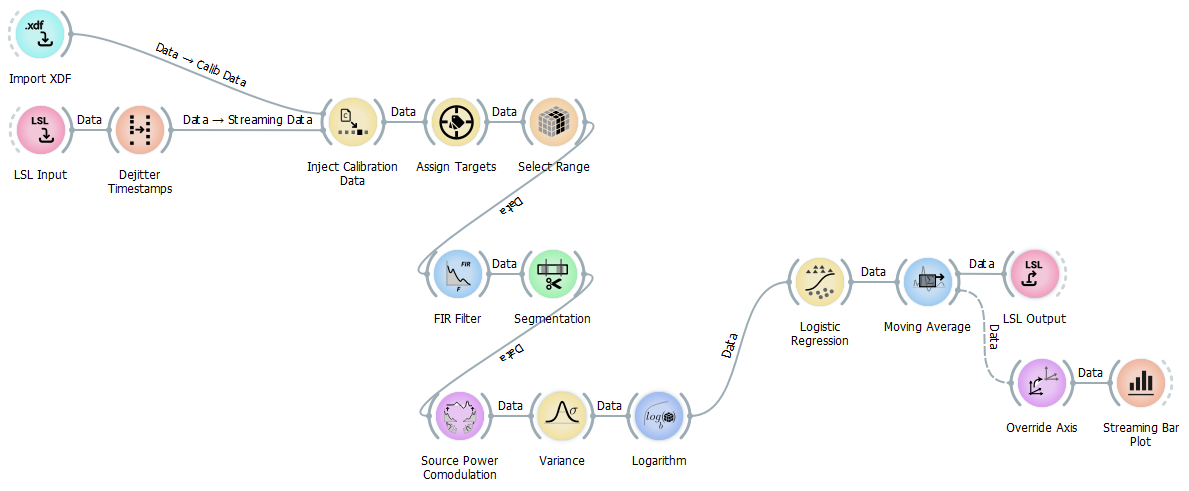 .xdf
Import XDF
Data → Calib Data
LSL
LSL Input
Data
Dejitter
Timestamps
Data → Streaming Data
C
Inject Calibration
Data
Data
Assign Targets
Data
Select Range
Data
FIR
F
FIR Filter
Data
Segmentation
Data
Source Power
Comodulation
Data
σ
Variance
Data
log( )
b
Logarithm
Data
Logistic
Regression
Data
Moving Average
Data
LSL
LSL Output
Data
Override Axis
Data
Streaming Bar
Plot